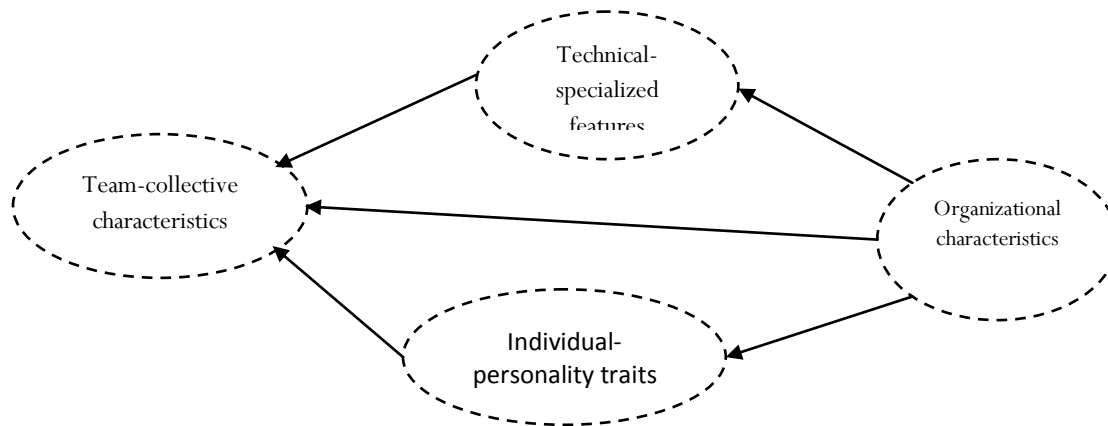 Technical-
specialized
features
Team-collective
characteristics
Organizational
characteristics
Individual-
personality traits